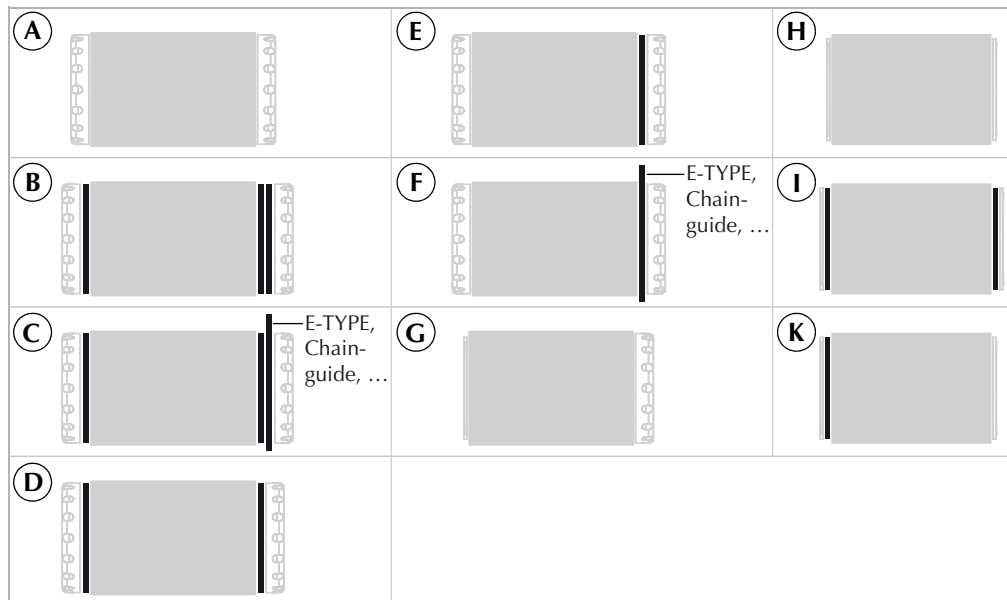 A
E
H
B
F
E-TYPE,
Chain-
guide, …
I
C
E-TYPE,
Chain-
guide, …
G
K
D